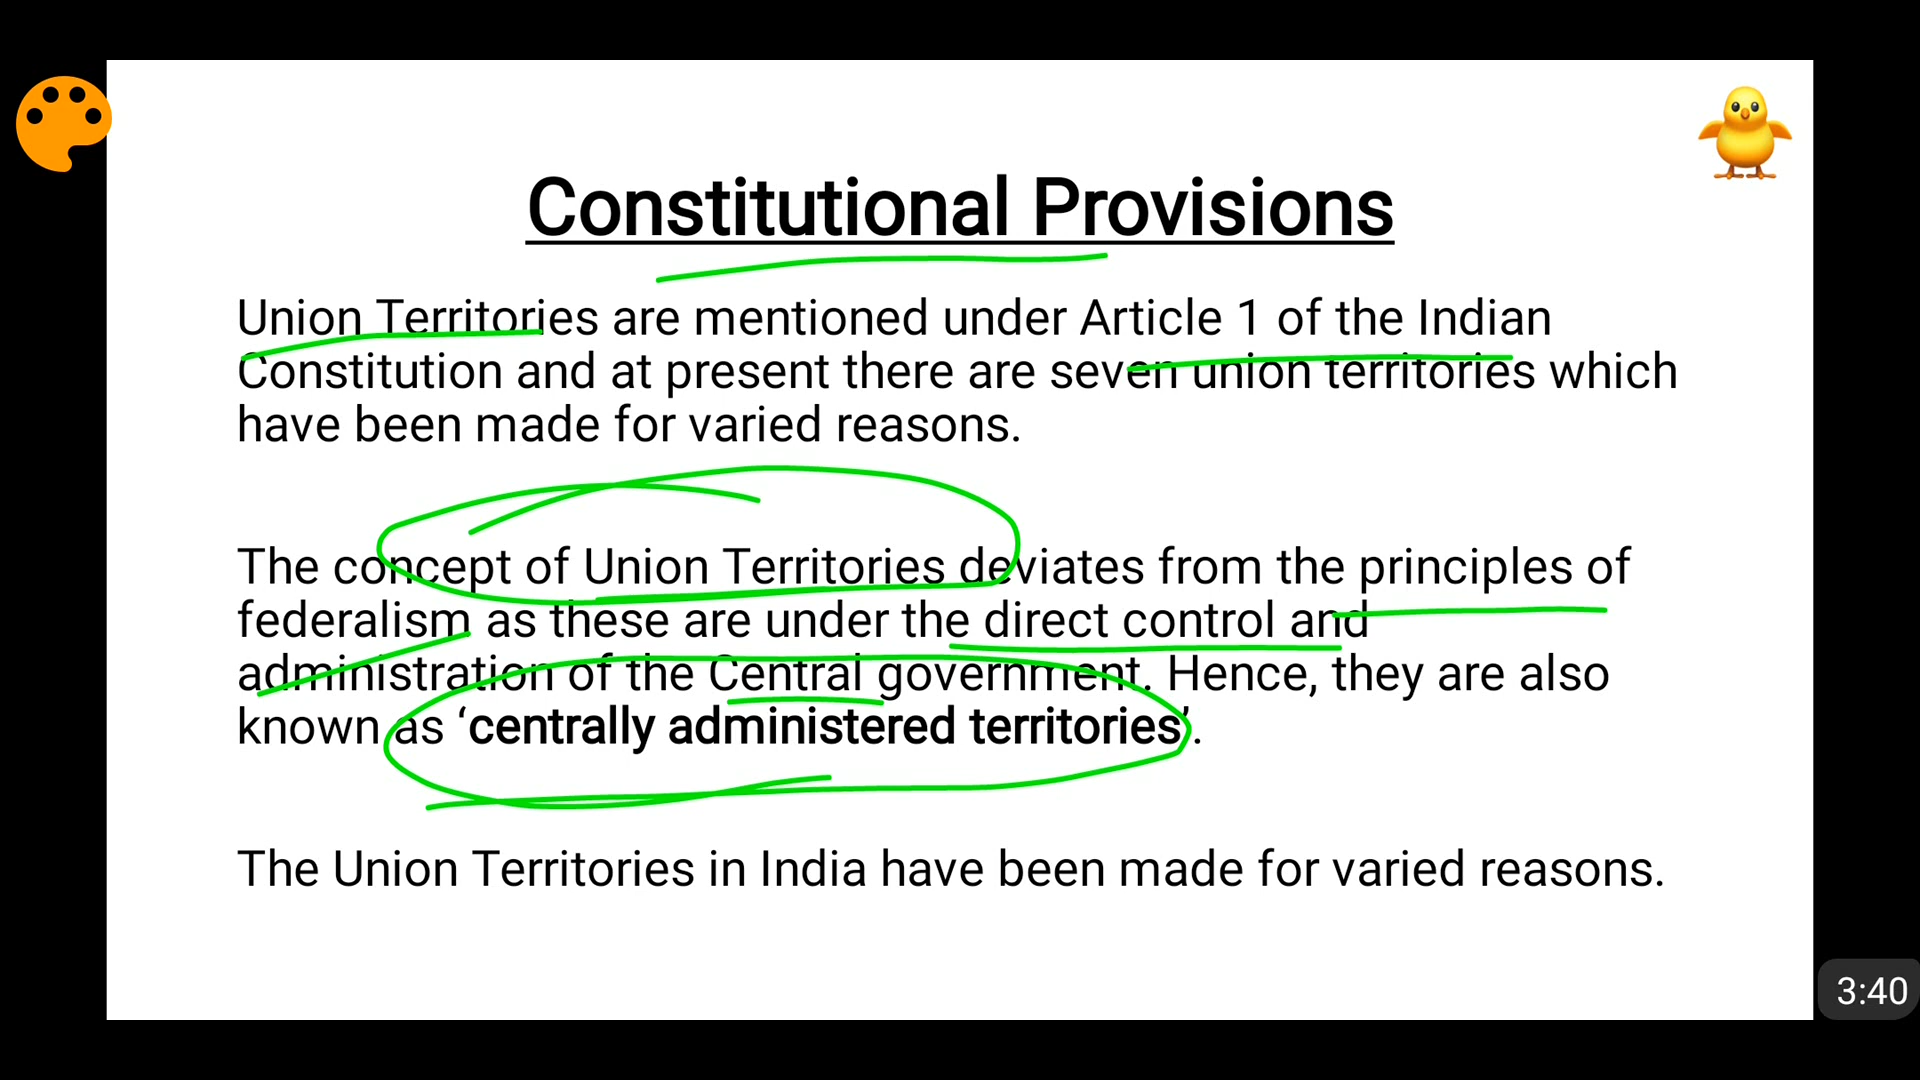 Constitutional Provisions
Union Territories are mentioned under Article 1 of the Indian
Constitution and at present there are seven union territories which
have been made for varied reasons.
The concept of Union Territories deviates from the principles of
federalism as these are under the direct control and
administration of the Central government. Hence, they are also
known as ‘centrally administered territories’.
The Union Territories in India have been made for varied reasons.
3:40